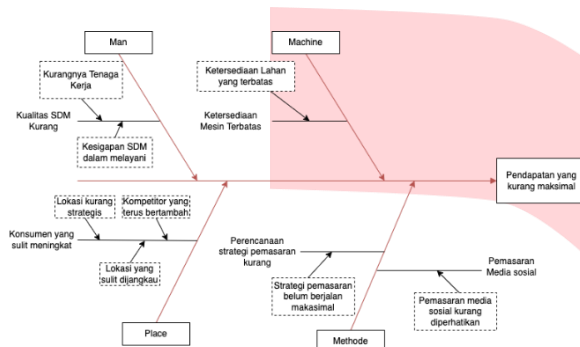 Man
Machine
Kurangnya Tenaga
Kerja
Ketersediaan Lahan
yang terbatas
Kualitas SDM
Kurang
Ketersediaan
Mesin Terbatas
Kesigapan SDM
dalam melayani
Pendapatan yang
kurang maksimal
Lokasi kurang
strategis
Kompetitor yang
terus bertambah
Konsumen yang
sulit meningkat
Lokasi yang
sulit dijangkau
Perencanaan
strategi pemasaran
kurang
Pemasaran
Media sosial
Strategi pemasaran
belum berjalan
makasimal
Pemasaran media
sosial kurang
diperhatikan
Place
Methode